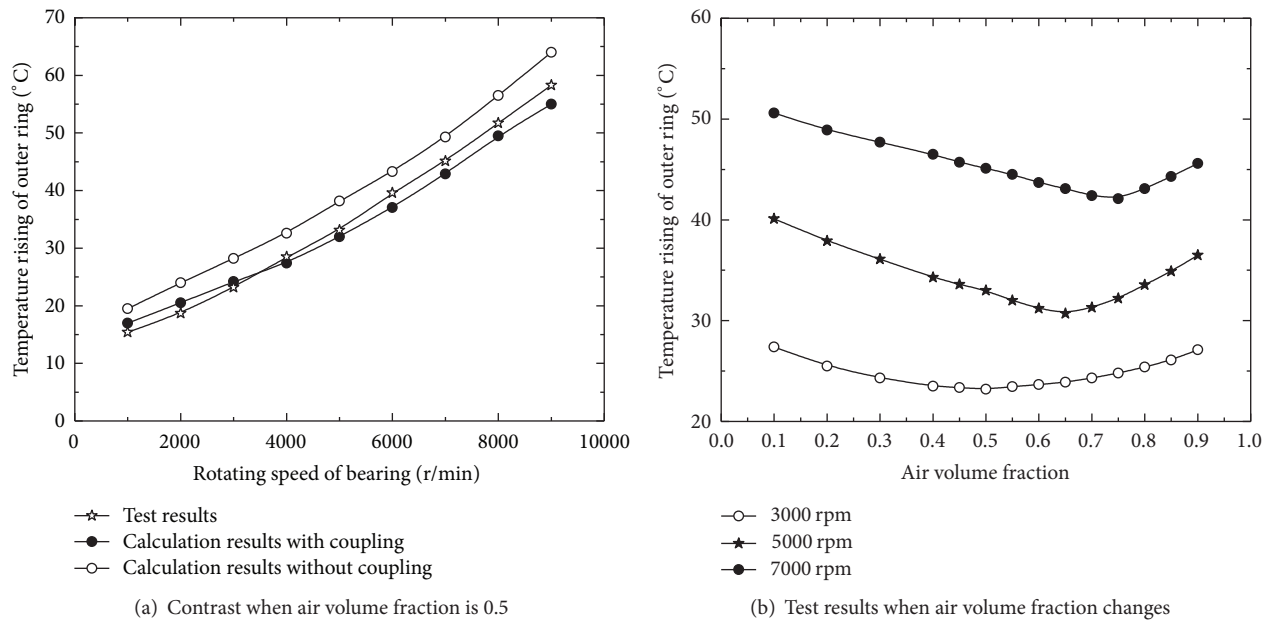 70
60
50
40
30
20
10
0
Temperature rising of outer ring (°C)
0 2000 4000 6000 8000 10000
Rotating speed of bearing (r/min)
Test results
Calculation results with coupling
Calculation results without coupling
(a) Contrast when air volume fraction is 0.5
60
50
40
30
20
Temperature rising of outer ring (°C)
0.0 0.1 0.2 0.3 0.4 0.5 0.6 0.7 0.8 0.9 1.0
Air volume fraction
3000 rpm
5000 rpm
7000 rpm
(b) Test results when air volume fraction changes